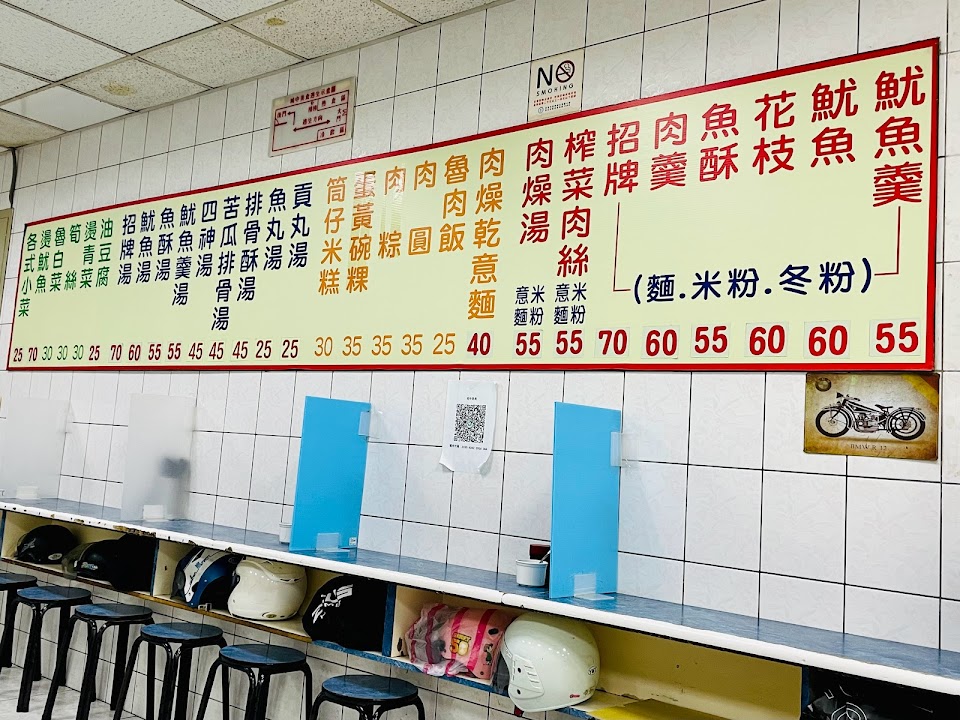 NO
SMOKING
魷魚羹 55
魷魚 60
花枝 60
魚酥 55
肉羹 60
招牌 70
(麵.米粉.冬粉)
榨菜肉絲 意麵 米粉 55
肉燥湯 意麵 米粉 55
肉燥乾意麵 40
魯肉飯 25
肉圓 35
肉粽 35
蛋黃碗粿 35
筒仔米糕 30
貢丸湯 25
魚丸湯 25
排骨酥湯 45
苦瓜排骨湯 45
四神湯 45
魷魚羹湯 55
魚酥湯 55
魷魚湯 60
招牌湯 70
油豆腐 25
燙青菜 30
筍絲 30
魯白菜 30
燙魷魚 70
各式小菜 25
BMW R 12